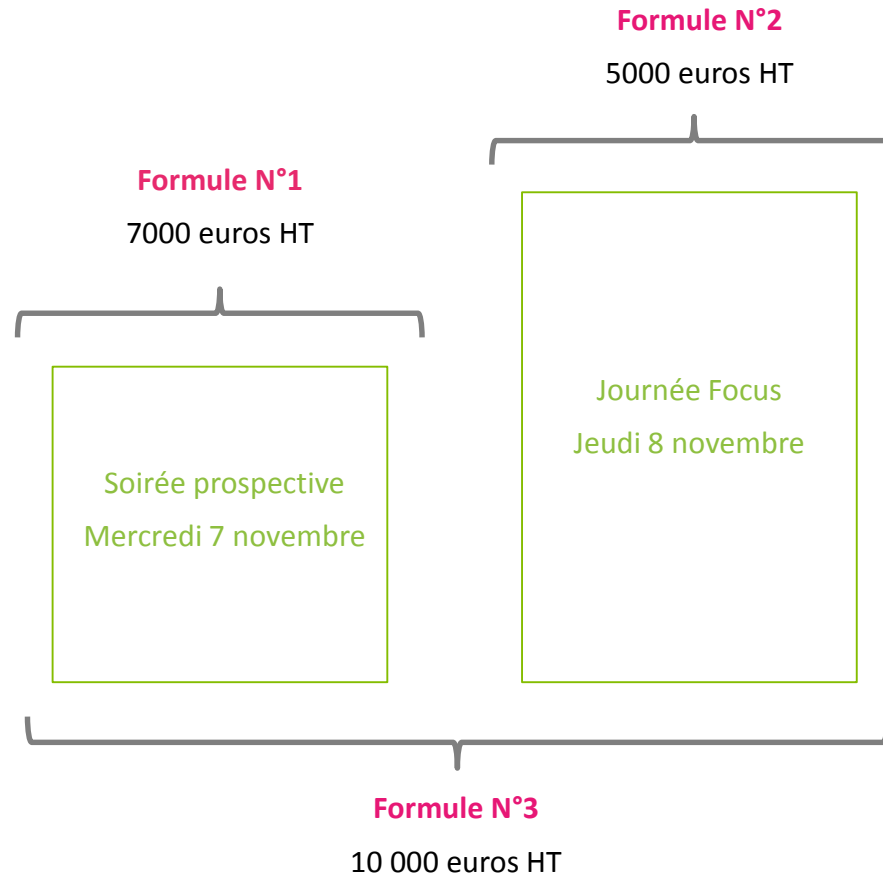 Formule N°2
5000 euros HT
Formule N°1
7000 euros HT
Journée Focus
Jeudi 8 novembre
Soirée prospective
Mercredi 7 novembre
Formule N°3
10 000 euros HT